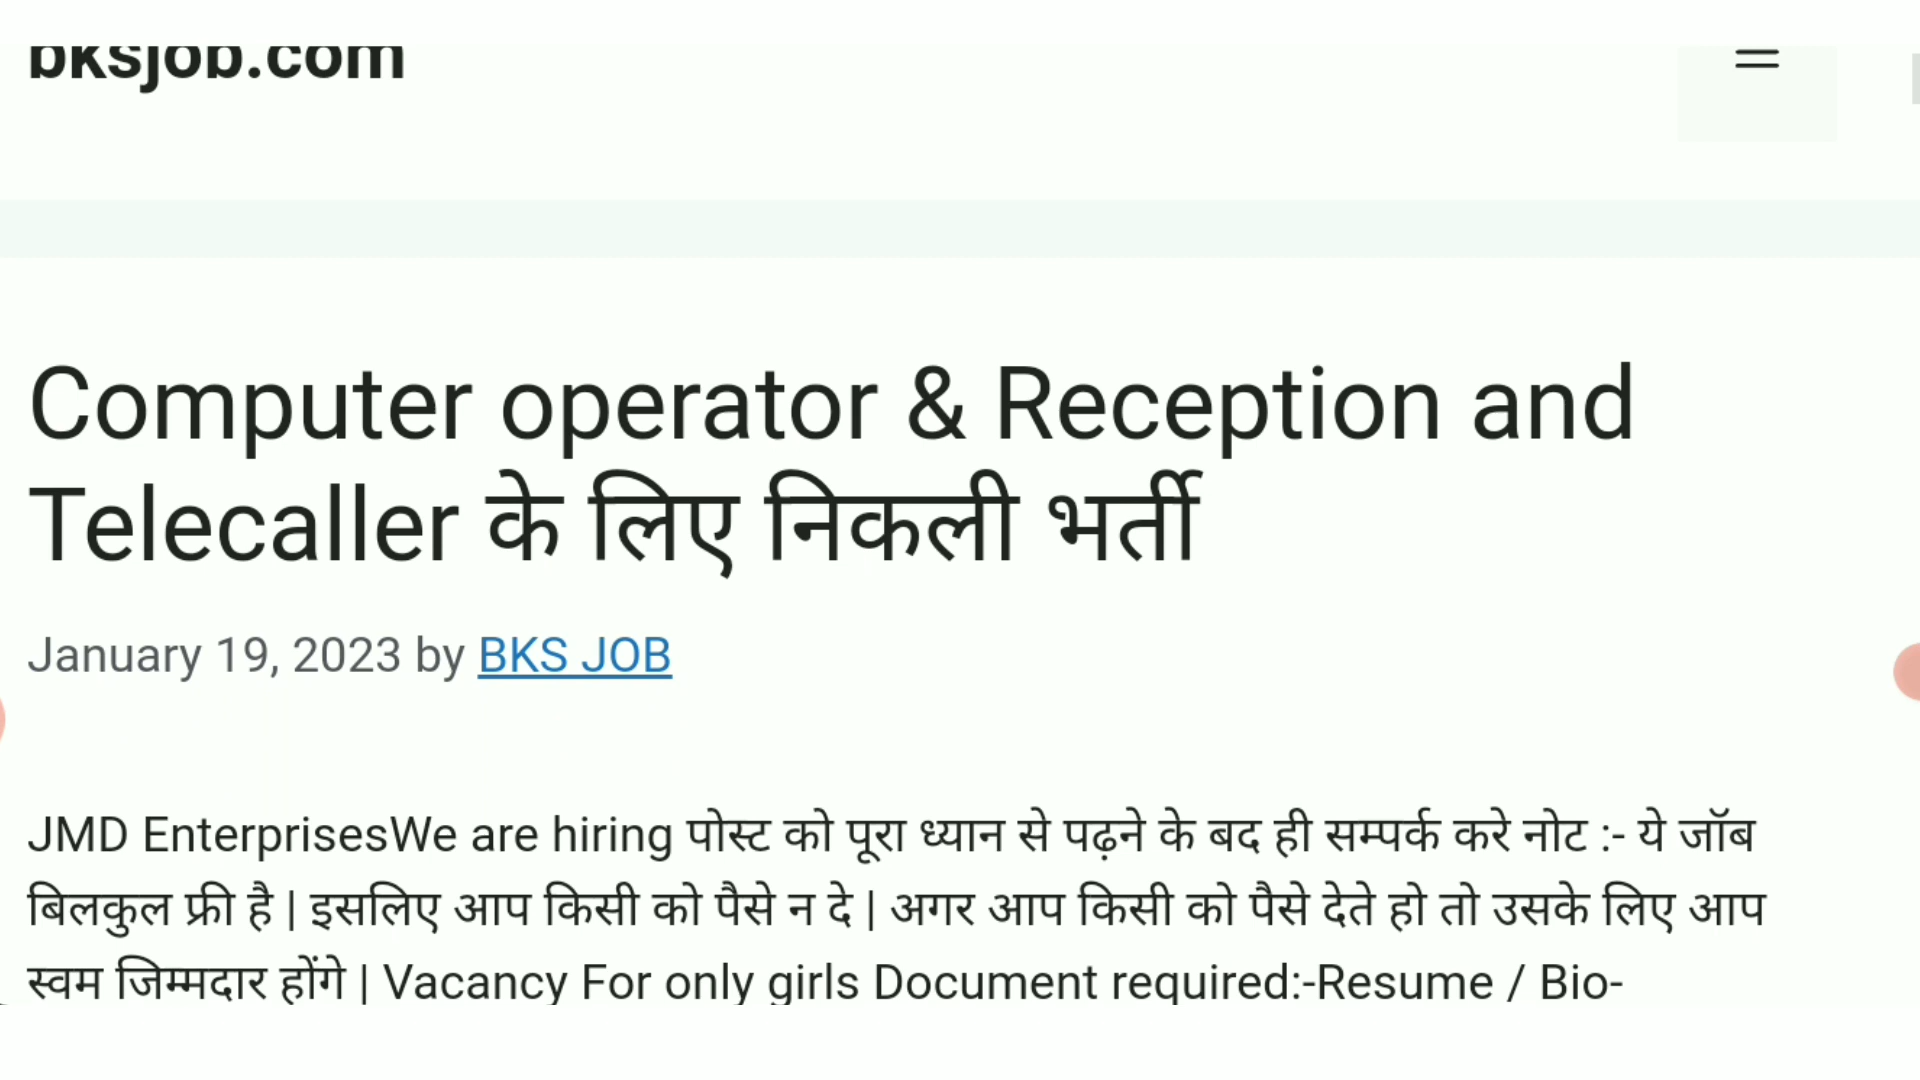 bksjob.com
Computer operator & Reception and
Telecaller के लिए निकली भर्ती
January 19, 2023 by BKS JOB
JMD EnterprisesWe are hiring पोस्ट को पूरा ध्यान से पढ़ने के बद ही सम्पर्क करे नोट :- ये जॉब
बिलकुल फ्री है | इसलिए आप किसी को पैसे न दे | अगर आप किसी को पैसे देते हो तो उसके लिए आप
स्वम जिम्मदार होंगे | Vacancy For only girls Document required:-Resume / Bio-